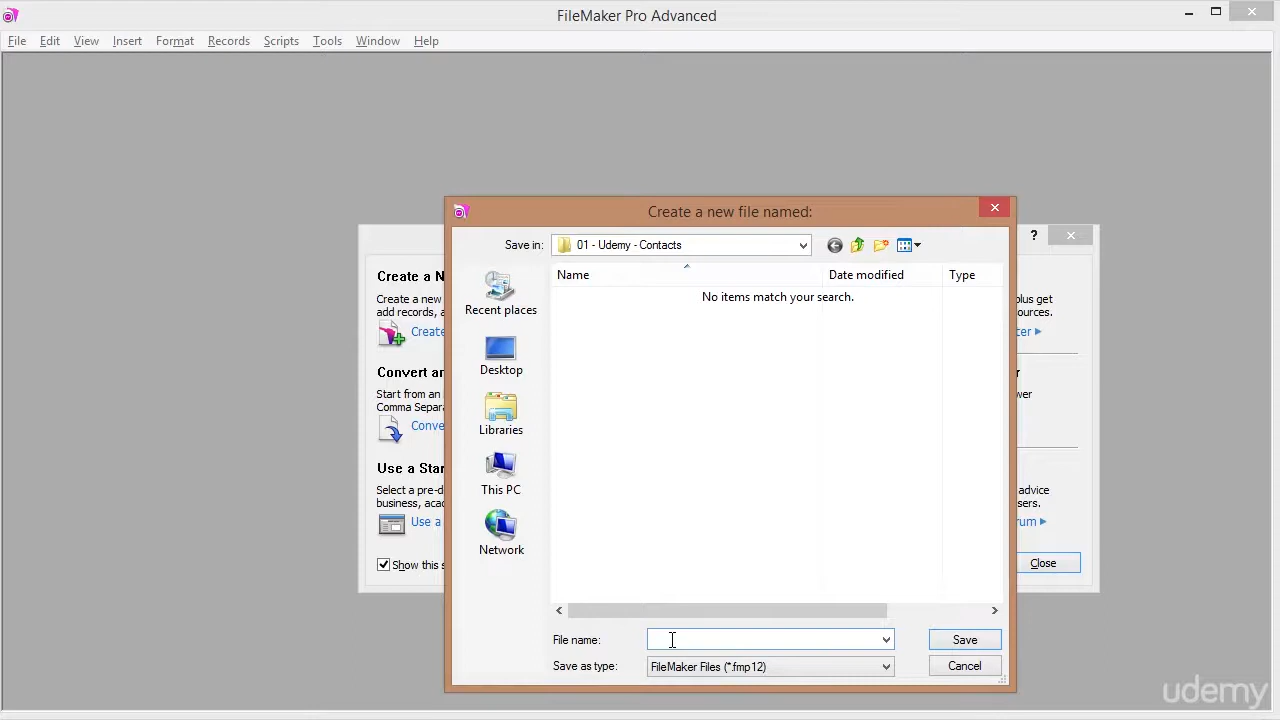 FileMaker Pro Advanced
File Edit View Insert Format Records Scripts Tools Window Help
Create a new file named:
Save in: 01 - Udemy - Contacts
?
Name Date modified Type
No items match your search.
Recent places
Desktop
Libraries
This PC
Network
Create a N
Create a new
add records, a
Create
Convert an
Start from an
Comma Separa
Conve
Use a Star
Select a pre-d
business, acad
Use a
Show this s
plus get
ources.
ter
r
wer
advice
sers.
rum
Close
File name: Save
Save as type: FileMaker Files (*.fmp12) Cancel
udemy